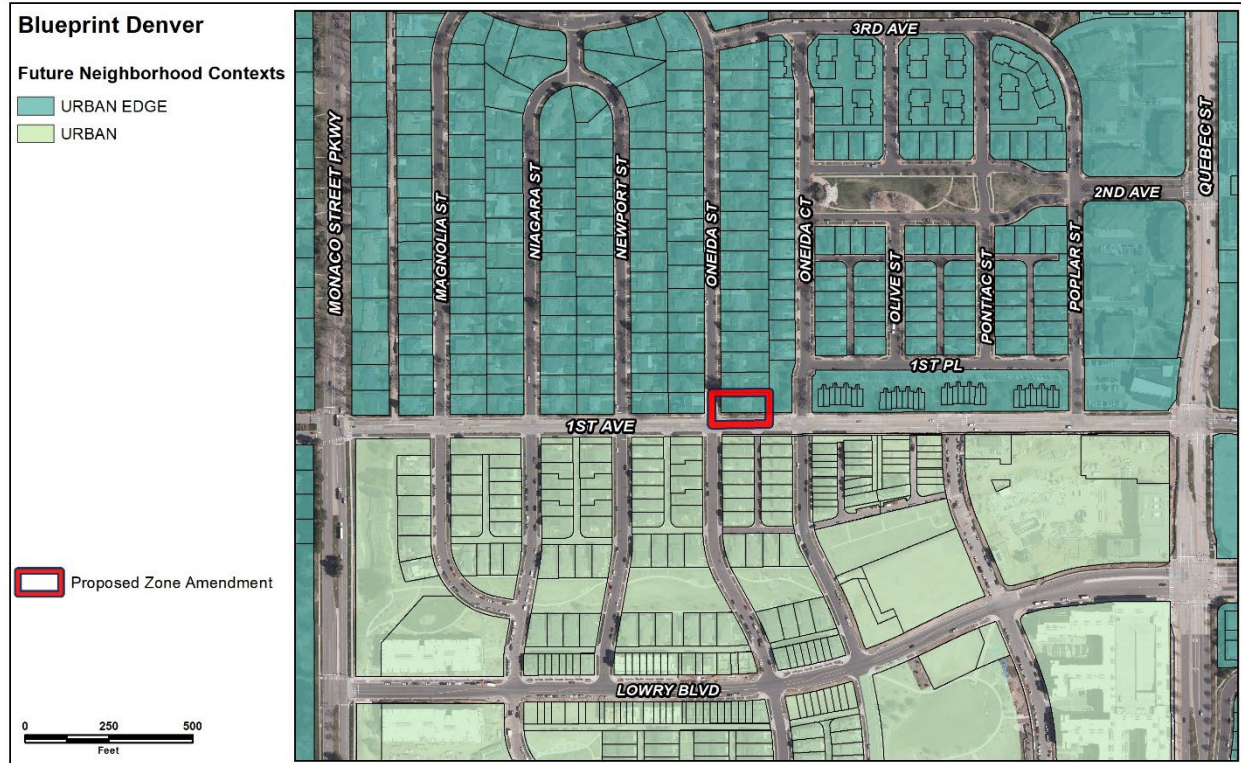 Blueprint Denver
Future Neighborhood Contexts
URBAN EDGE
URBAN
Proposed Zone Amendment
0 250 500
Feet
3RD AVE
MONACO STREET PKWY
MAGNOLIA ST
NIAGARA ST
NEWPORT ST
ONEIDA ST
ONEIDA CT
OLIVE ST
PONTIAC ST
POPLAR ST
QUEBEC ST
2ND AVE
1ST PL
1ST AVE
LOWRY BLVD